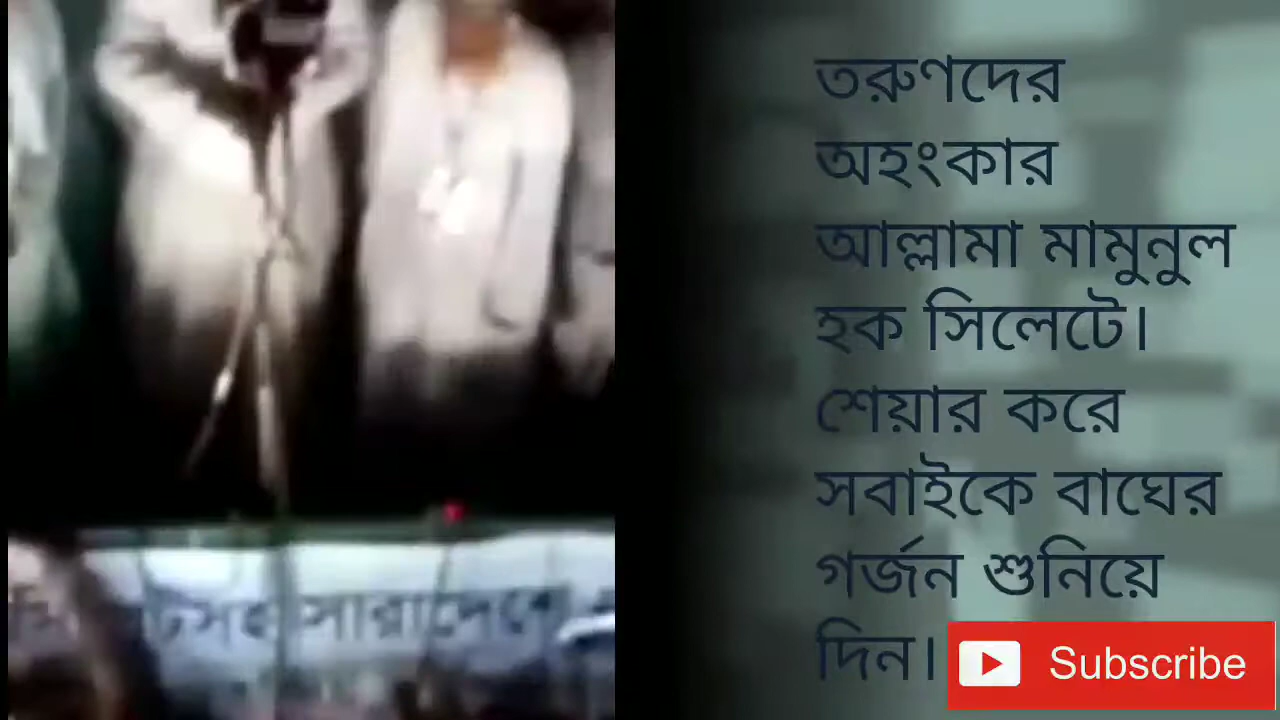 তরুণদের
অহংকার
আল্লামা মামুনুল
হক সিলেটে।
শেয়ার করে
সবাইকে বাঘের
গর্জন শুনিয়ে
দিন।
Subscribe
সারাদেশে